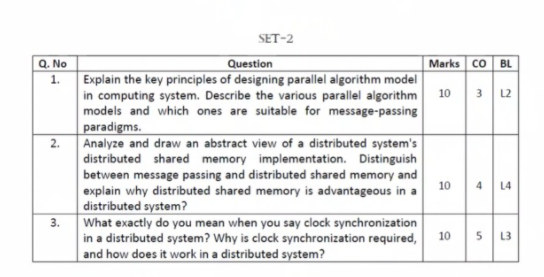 SET-2
Q. No Question Marks CO BL
1. Explain the key principles of designing parallel algorithm model
in computing system. Describe the various parallel algorithm 10 3 L2
models and which ones are suitable for message-passing
paradigms.
2. Analyze and draw an abstract view of a distributed system's
distributed shared memory implementation. Distinguish
between message passing and distributed shared memory and
explain why distributed shared memory is advantageous in a 10 4 L4
distributed system?
3. What exactly do you mean when you say clock synchronization
in a distributed system? Why is clock synchronization required, 10 5 L3
and how does it work in a distributed system?